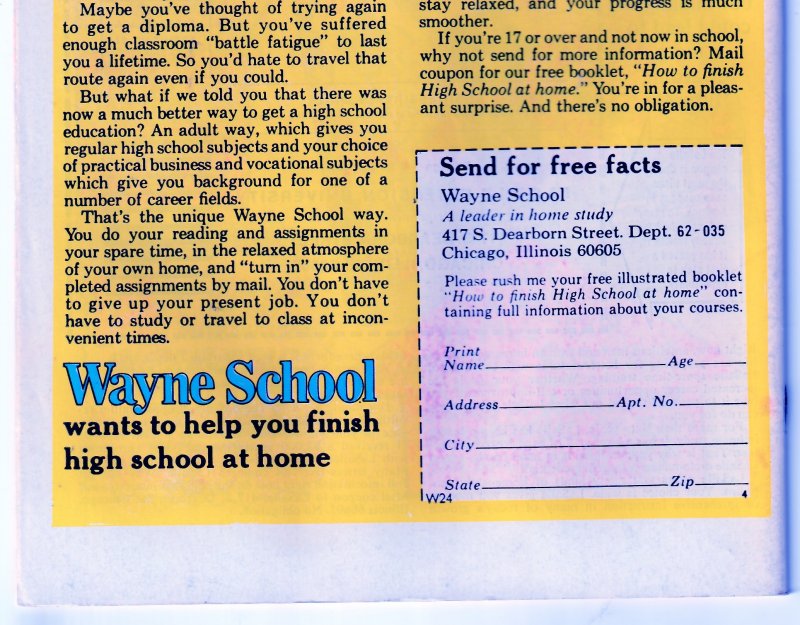 Maybe you've thought of trying again
to get a diploma. But you've suffered
enough classroom "battle fatigue" to last
you a lifetime. So you'd hate to travel that
route again even if you could.
But what if we told you that there was
now a much better way to get a high school
education? An adult way, which gives you
regular high school subjects and your choice
of practical business and vocational subjects
which give you background for one of a
number of career fields.
That's the unique Wayne School way.
You do your reading and assignments in
your spare time, in the relaxed atmosphere
of your own home, and "turn in" your com-
pleted assignments by mail. You don't have
to give up your present job. You don't
have to study or travel to class at incon-
venient times.
Wayne School
wants to help you finish
high school at home
stay relaxed, and your progress is much
smoother.
If you're 17 or over and not now in school,
why not send for more information? Mail
coupon for our free booklet, "How to finish
High School at home." You're in for a pleas-
ant surprise. And there's no obligation.
Send for free facts
Wayne School
A leader in home study
417 S. Dearborn Street. Dept. 62-035
Chicago, Illinois 60605
Please rush me your free illustrated booklet
"How to finish High School at home" con-
taining full information about your courses.
Print
Name Age
Address Apt. No.
City
State Zip
W24 4